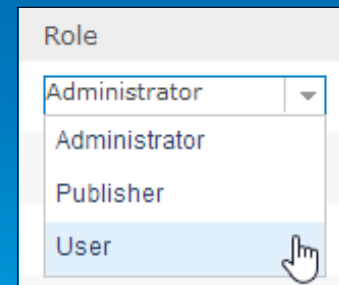 Role
Administrator
Administrator
Publisher
User